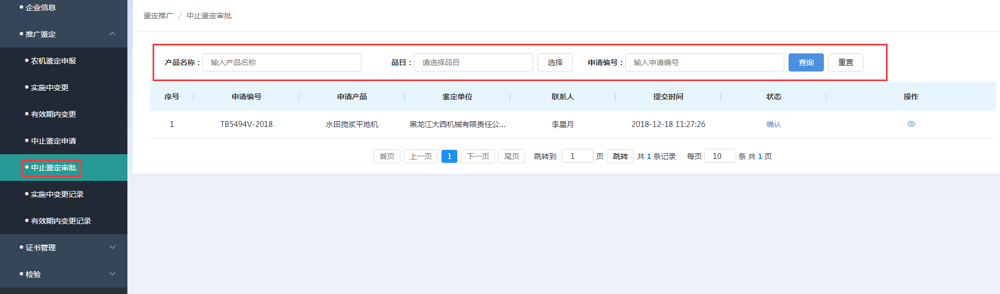 企业信息
推广鉴定
农机鉴定申报
实施中变更
有效期内变更
中止鉴定申请
中止鉴定审批
实施中变更记录
有效期内变更记录
证书管理
检验
鉴定推广 / 中止鉴定审批
产品名称： 输入产品名称 品目： 请选择品目 选择 申请编号： 输入申请编号 查询 重置
序号 申请编号 申请产品 鉴定单位 联系人 提交时间 状态 操作
1 TB5494V-2018 水田搅浆平地机 黑龙江大西机械有限责任公... 李星月 2018-12-18 11:27:26 确认
首页 上一页 1 下一页 尾页 跳转到 1 页 跳转 共 1 条记录 每页 10 条 共 1 页